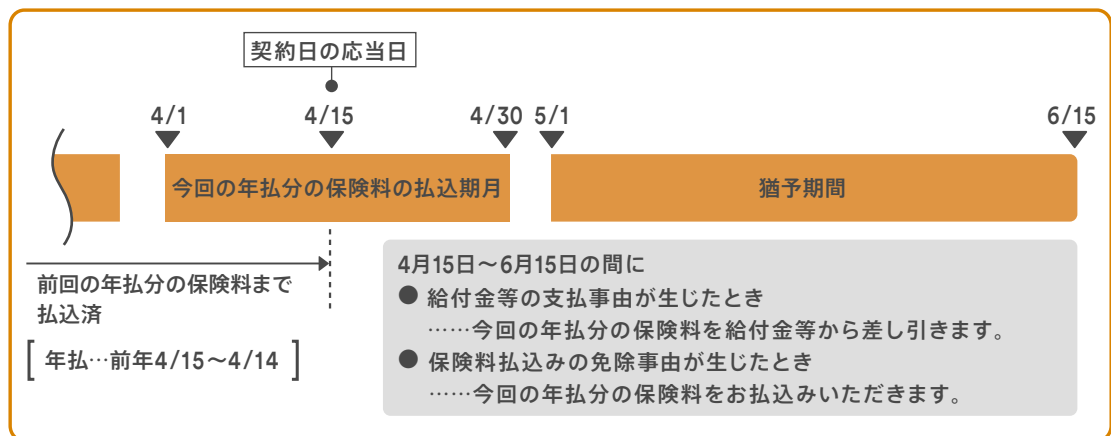 契約日の応当日
4/1
4/15
4/30
5/1
6/15
今回の年払分の保険料の払込期月
猶予期間
前回の年払分の保険料まで
払込済
[ 年払…前年4/15～4/14 ]
4月15日～6月15日の間に
● 給付金等の支払事由が生じたとき
……今回の年払分の保険料を給付金等から差し引きます。
● 保険料払込みの免除事由が生じたとき
……今回の年払分の保険料をお払込みいただきます。